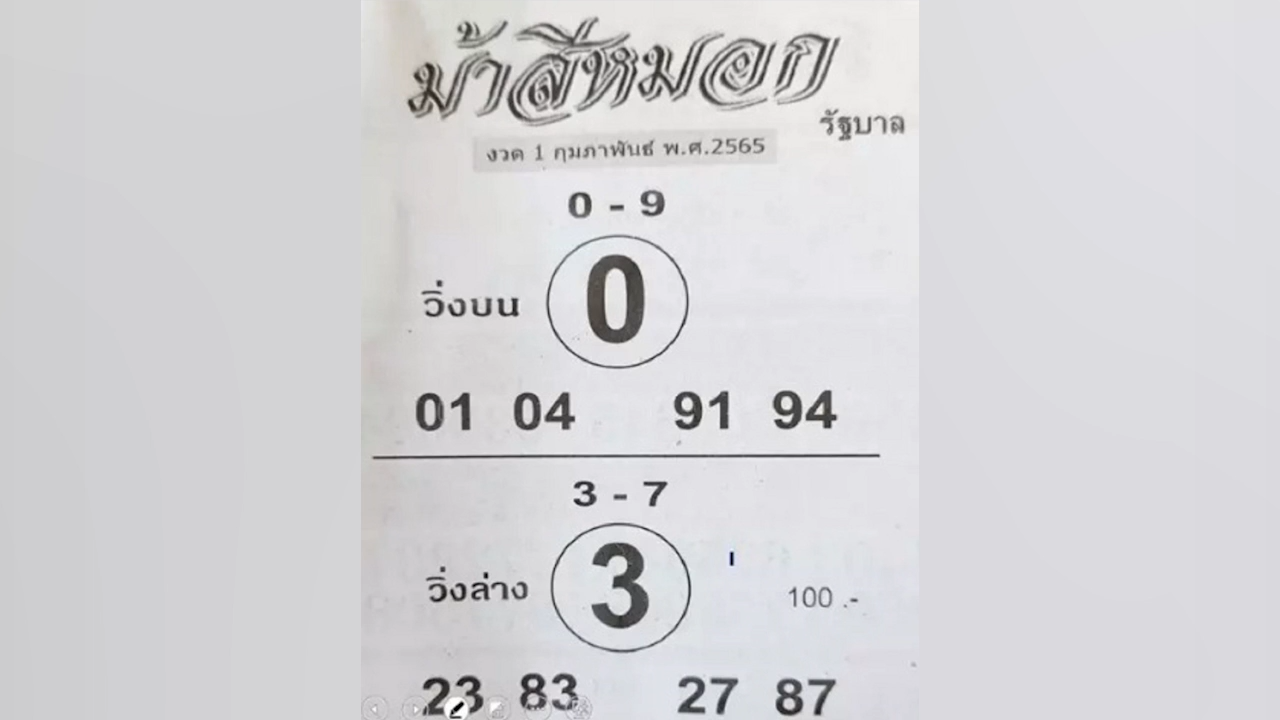 ม้าสีหมอก
รัฐบาล
งวด 1 กุมภาพันธ์ พ.ศ.2565
0 - 9
วิ่งบน 0
01 04 91 94
3 - 7
วิ่งล่าง 3
100 .-
23 83 27 87